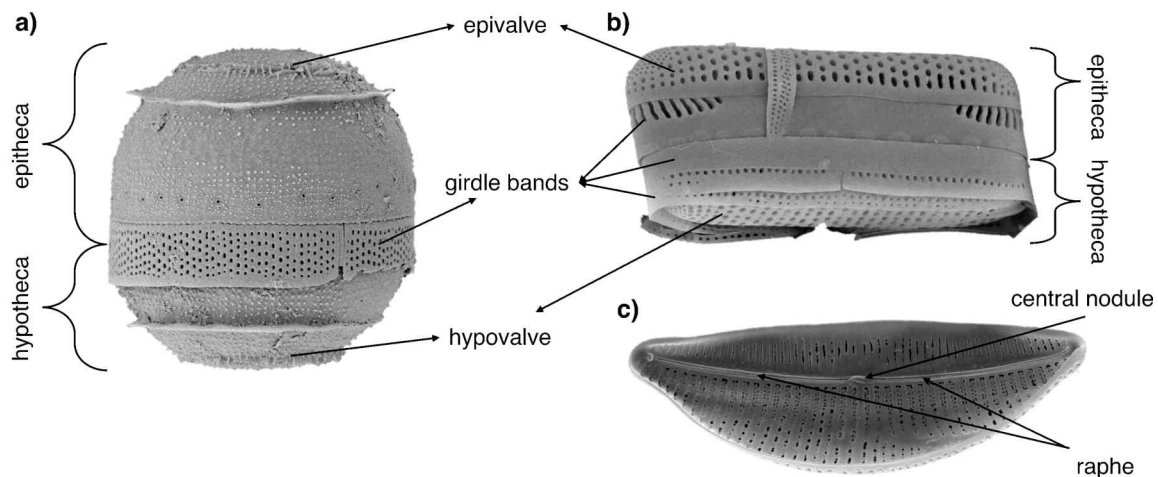 a)
epitheca
hypotheca
epivalve
girdle bands
hypovalve
b)
epitheca
hypotheca
c)
central nodule
raphe